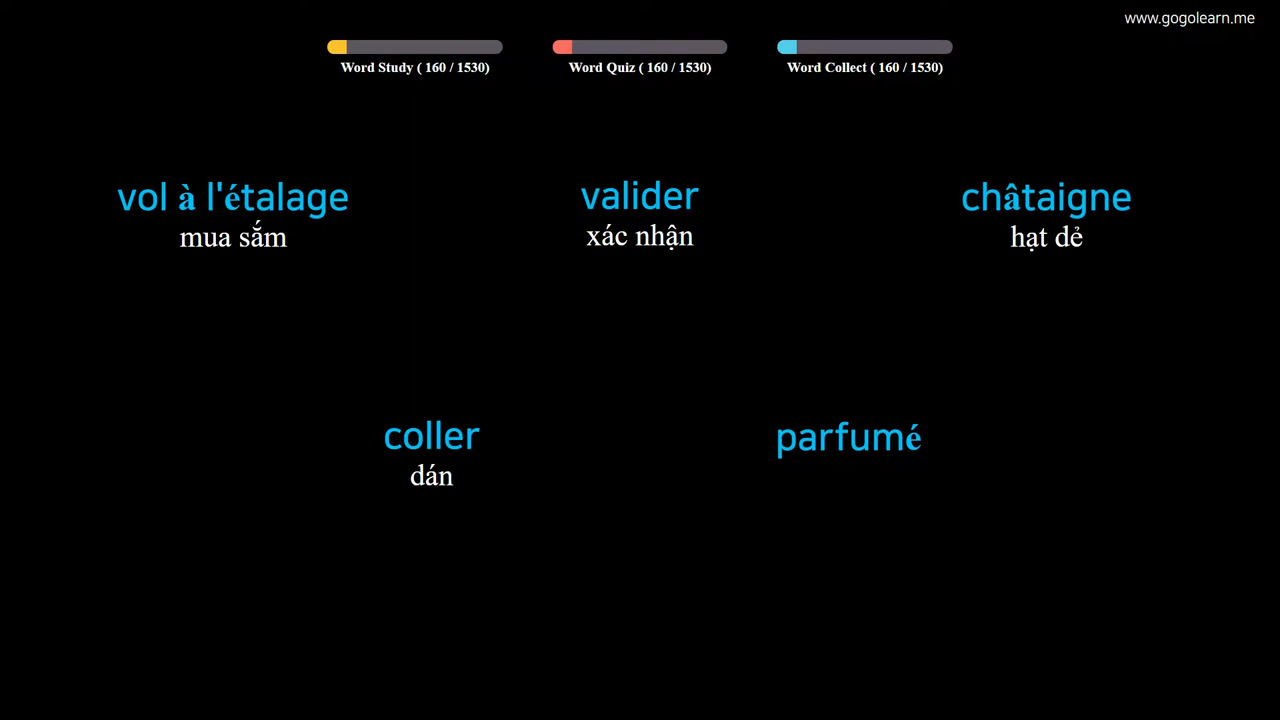 www.gogolearn.me
Word Study ( 160 / 1530)
Word Quiz ( 160 / 1530)
Word Collect ( 160 / 1530)
vol à l'étalage
mua sắm
valider
xác nhận
châtaigne
hạt dẻ
coller
dán
parfumé